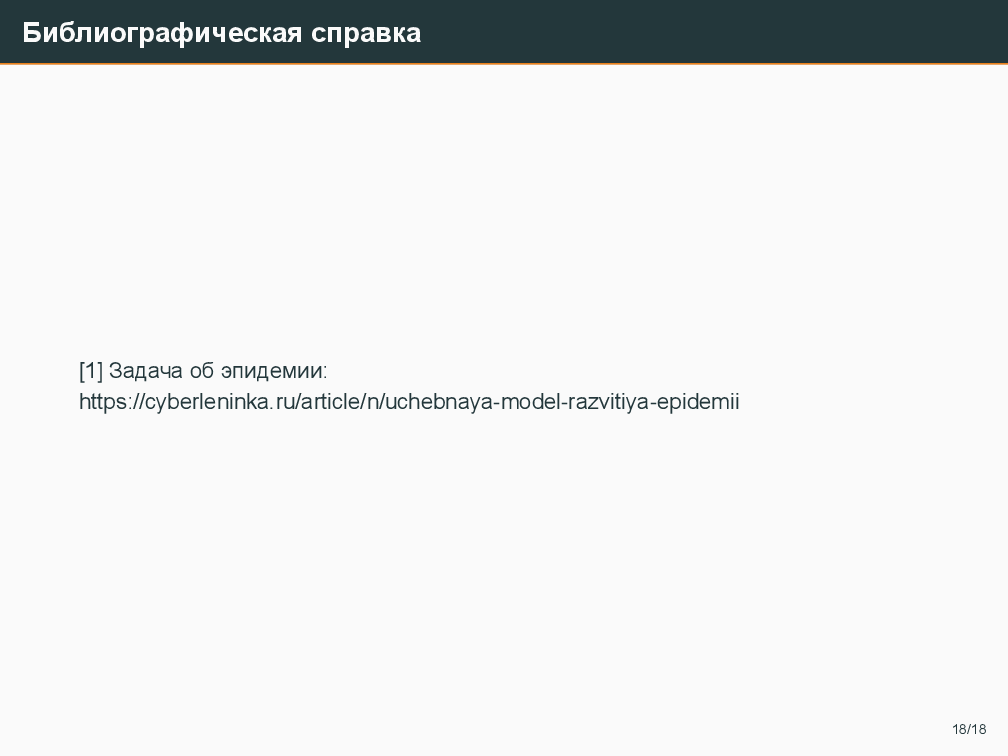 Библиографическая справка
[1] Задача об эпидемии:
https://cyberleninka.ru/article/n/uchebnaya-model-razvitiya-epidemii
18/18